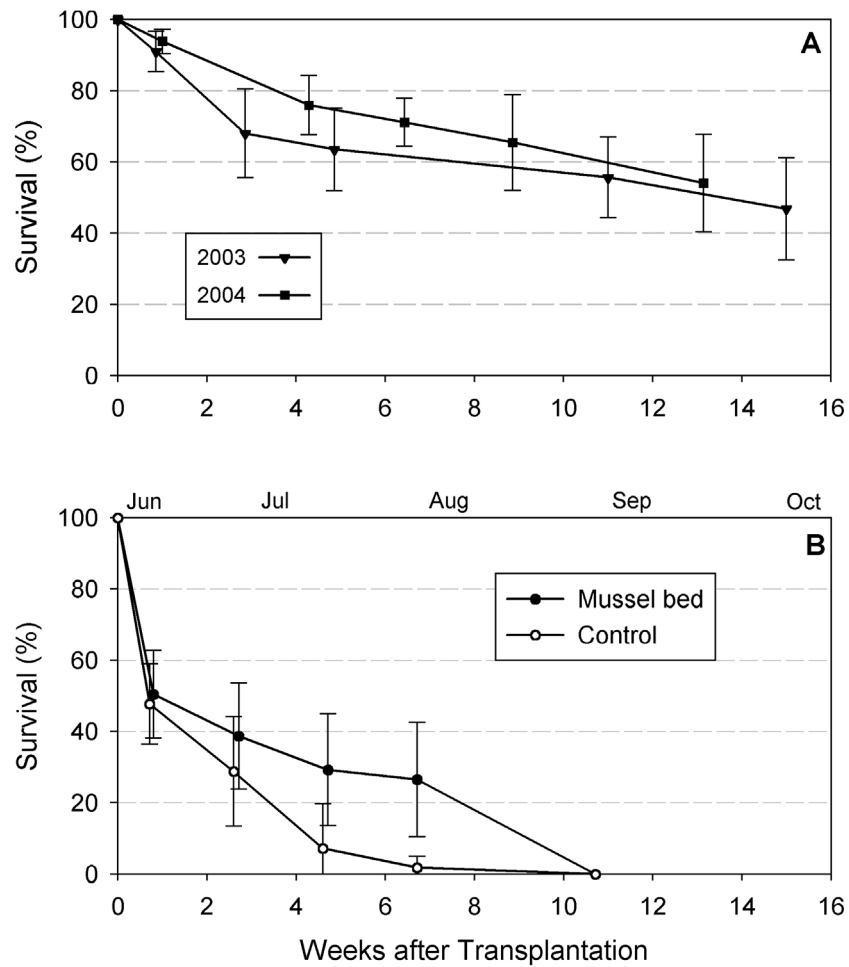 100
80
60
40
20
0
Survival (%)
A
2003
2004
0 2 4 6 8 10 12 14 16
Jun Jul Aug Sep Oct
100
80
60
40
20
0
Survival (%)
B
Mussel bed
Control
0 2 4 6 8 10 12 14 16
Weeks after Transplantation